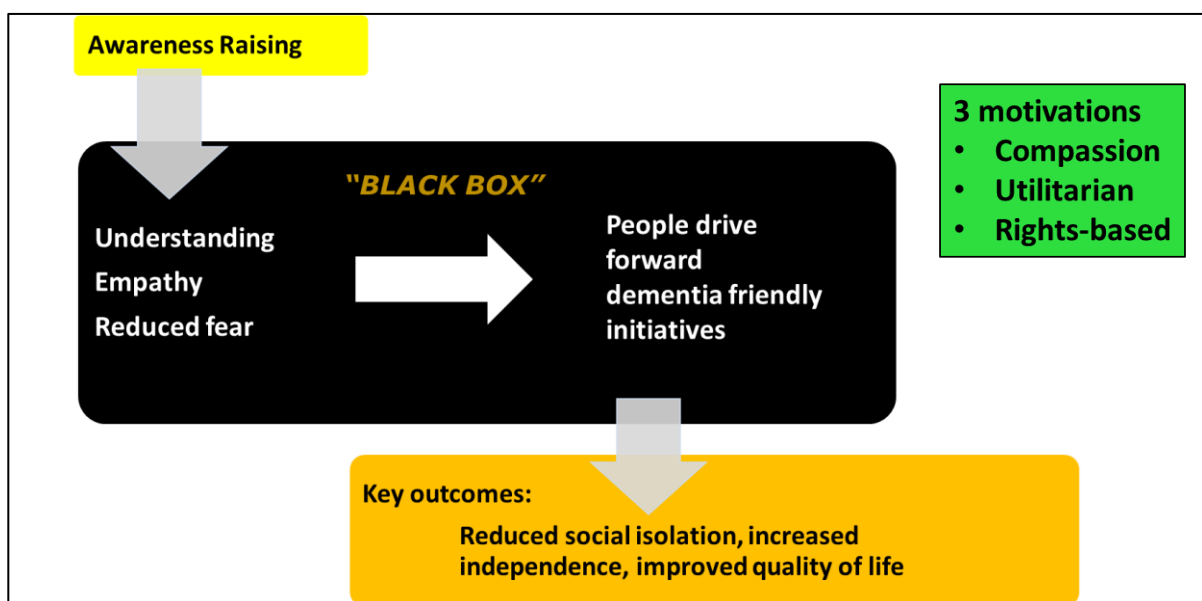 Awareness Raising
"BLACK BOX"
Understanding
Empathy
Reduced fear
People drive
forward
dementia friendly
initiatives
3 motivations
• Compassion
• Utilitarian
• Rights-based
Key outcomes:
Reduced social isolation, increased
independence, improved quality of life